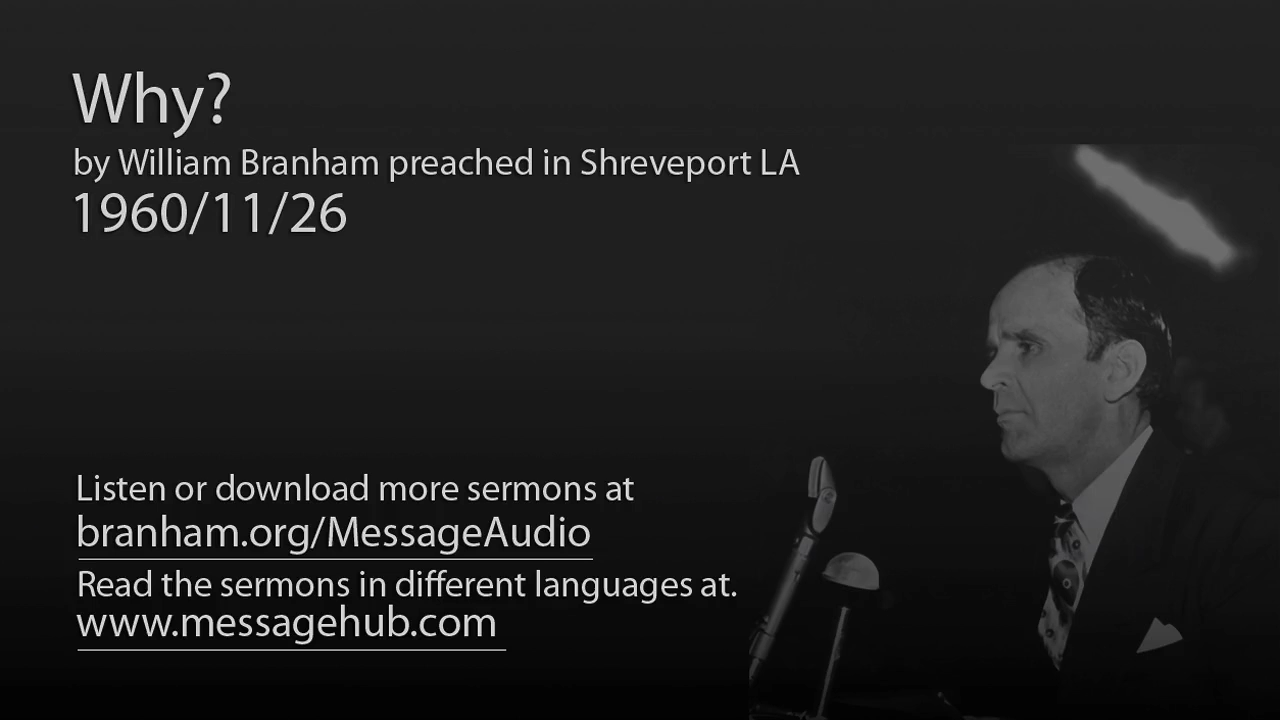 Why?
by William Branham preached in Shreveport LA
1960/11/26
Listen or download more sermons at
branham.org/MessageAudio
Read the sermons in different languages at.
www.messagehub.com